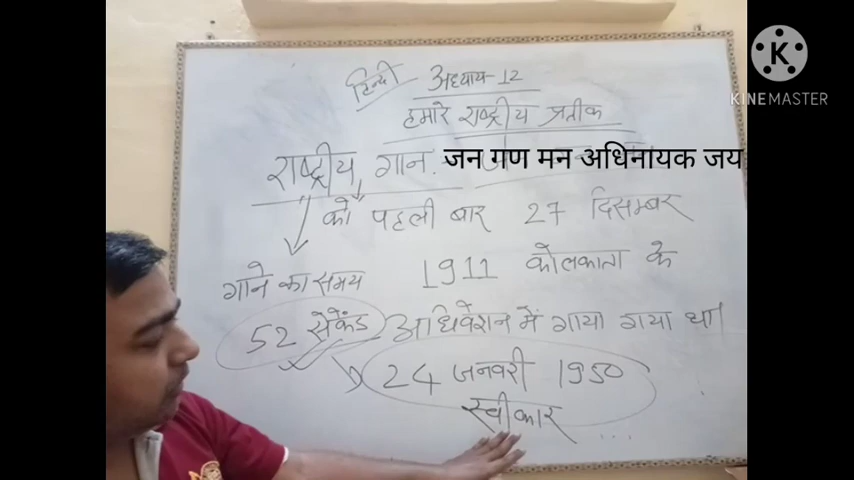 KINEMASTER
हिन्दी अध्याय-12
हमारे राष्ट्रीय प्रतीक
राष्ट्रीय गान. जन गण मन अधिनायक जय
को पहली बार 27 दिसम्बर
गाने का समय 1911 कोलकाता के
52 सेकेंड अधिवेशन में गाया गया था।
24 जनवरी 1950
स्वीकार ...